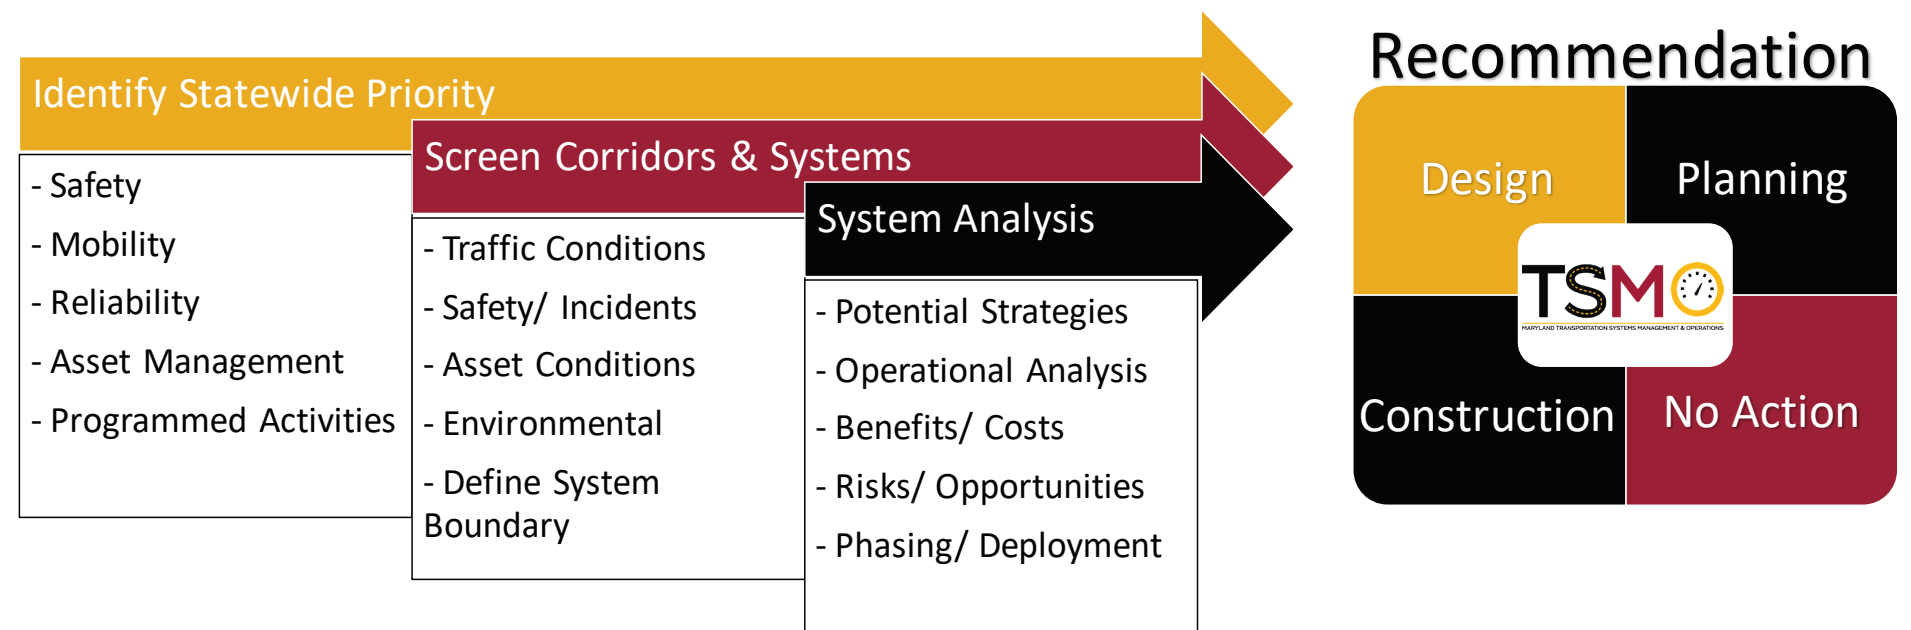 Identify Statewide Priority
- Safety
- Mobility
- Reliability
- Asset Management
- Programmed Activities
Screen Corridors & Systems
- Traffic Conditions
- Safety/ Incidents
- Asset Conditions
- Environmental
- Define System
Boundary
System Analysis
- Potential Strategies
- Operational Analysis
- Benefits/ Costs
- Risks/ Opportunities
- Phasing/ Deployment
Recommendation
Design
Planning
TSMO
MARYLAND TRANSPORTATION SYSTEMS MANAGEMENT & OPERATIONS
Construction
No Action